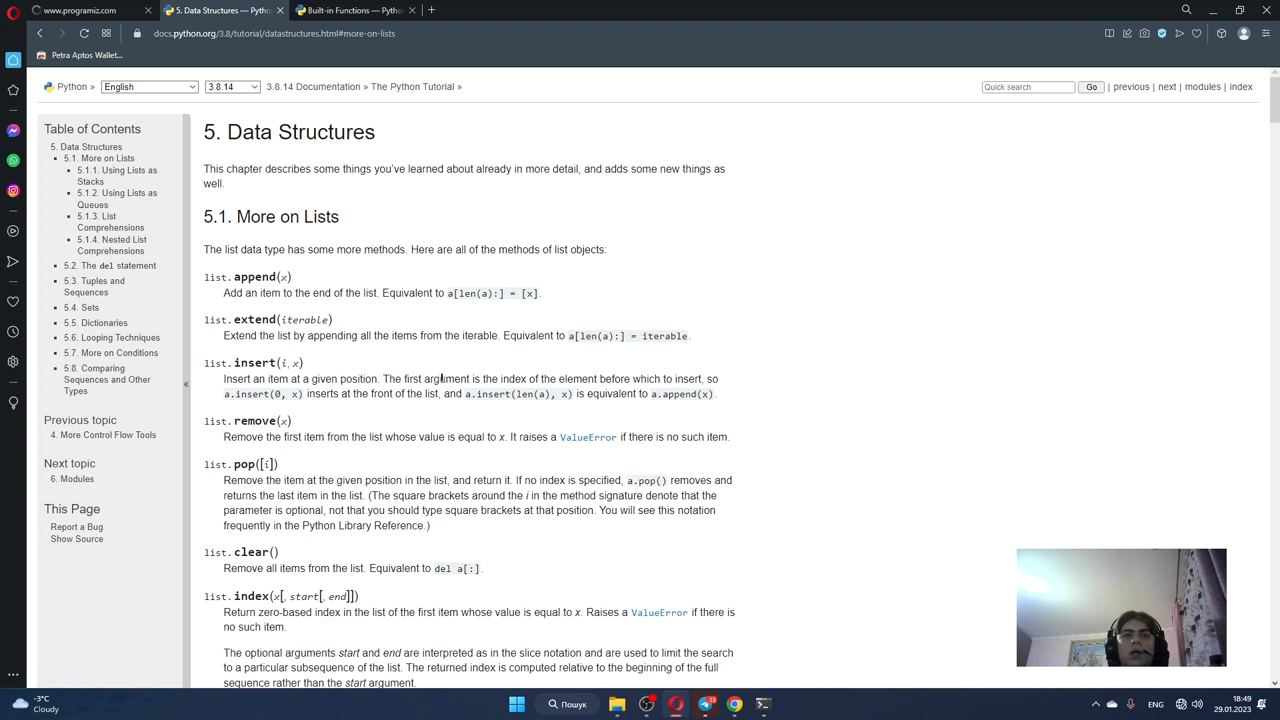 www.programiz.com
5. Data Structures — Pytho
Built-in Functions — Pytho
docs.python.org/3.8/tutorial/datastructures.html#more-on-lists
Petra Aptos Wallet...
Python »
English
3.8.14
3.8.14 Documentation » The Python Tutorial »
Quick search
Go
| previous | next | modules | index
Table of Contents
5. Data Structures
5.1. More on Lists
5.1.1. Using Lists as
Stacks
5.1.2. Using Lists as
Queues
5.1.3. List
Comprehensions
5.1.4. Nested List
Comprehensions
5.2. The del statement
5.3. Tuples and
Sequences
5.4. Sets
5.5. Dictionaries
5.6. Looping Techniques
5.7. More on Conditions
5.8. Comparing
Sequences and Other
Types
«
Previous topic
4. More Control Flow Tools
Next topic
6. Modules
This Page
Report a Bug
Show Source
5. Data Structures
This chapter describes some things you've learned about already in more detail, and adds some new things as
well.
5.1. More on Lists
The list data type has some more methods. Here are all of the methods of list objects:
list.append(x)
Add an item to the end of the list. Equivalent to a[len(a):] = [x].
list.extend(iterable)
Extend the list by appending all the items from the iterable. Equivalent to a[len(a):] = iterable.
list.insert(i, x)
Insert an item at a given position. The first argument is the index of the element before which to insert, so
a.insert(0, x) inserts at the front of the list, and a.insert(len(a), x) is equivalent to a.append(x).
list.remove(x)
Remove the first item from the list whose value is equal to x. It raises a ValueError if there is no such item.
list.pop([i])
Remove the item at the given position in the list, and return it. If no index is specified, a.pop() removes and
returns the last item in the list. (The square brackets around the i in the method signature denote that the
parameter is optional, not that you should type square brackets at that position. You will see this notation
frequently in the Python Library Reference.)
list.clear()
Remove all items from the list. Equivalent to del a[:].
list.index(x[, start[, end]])
Return zero-based index in the list of the first item whose value is equal to x. Raises a ValueError if there is
no such item.
The optional arguments start and end are interpreted as in the slice notation and are used to limit the search
to a particular subsequence of the list. The returned index is computed relative to the beginning of the full
sequence rather than the start argument.
-3°C
Cloudy
Пошук
ENG
18:49
29.01.2023